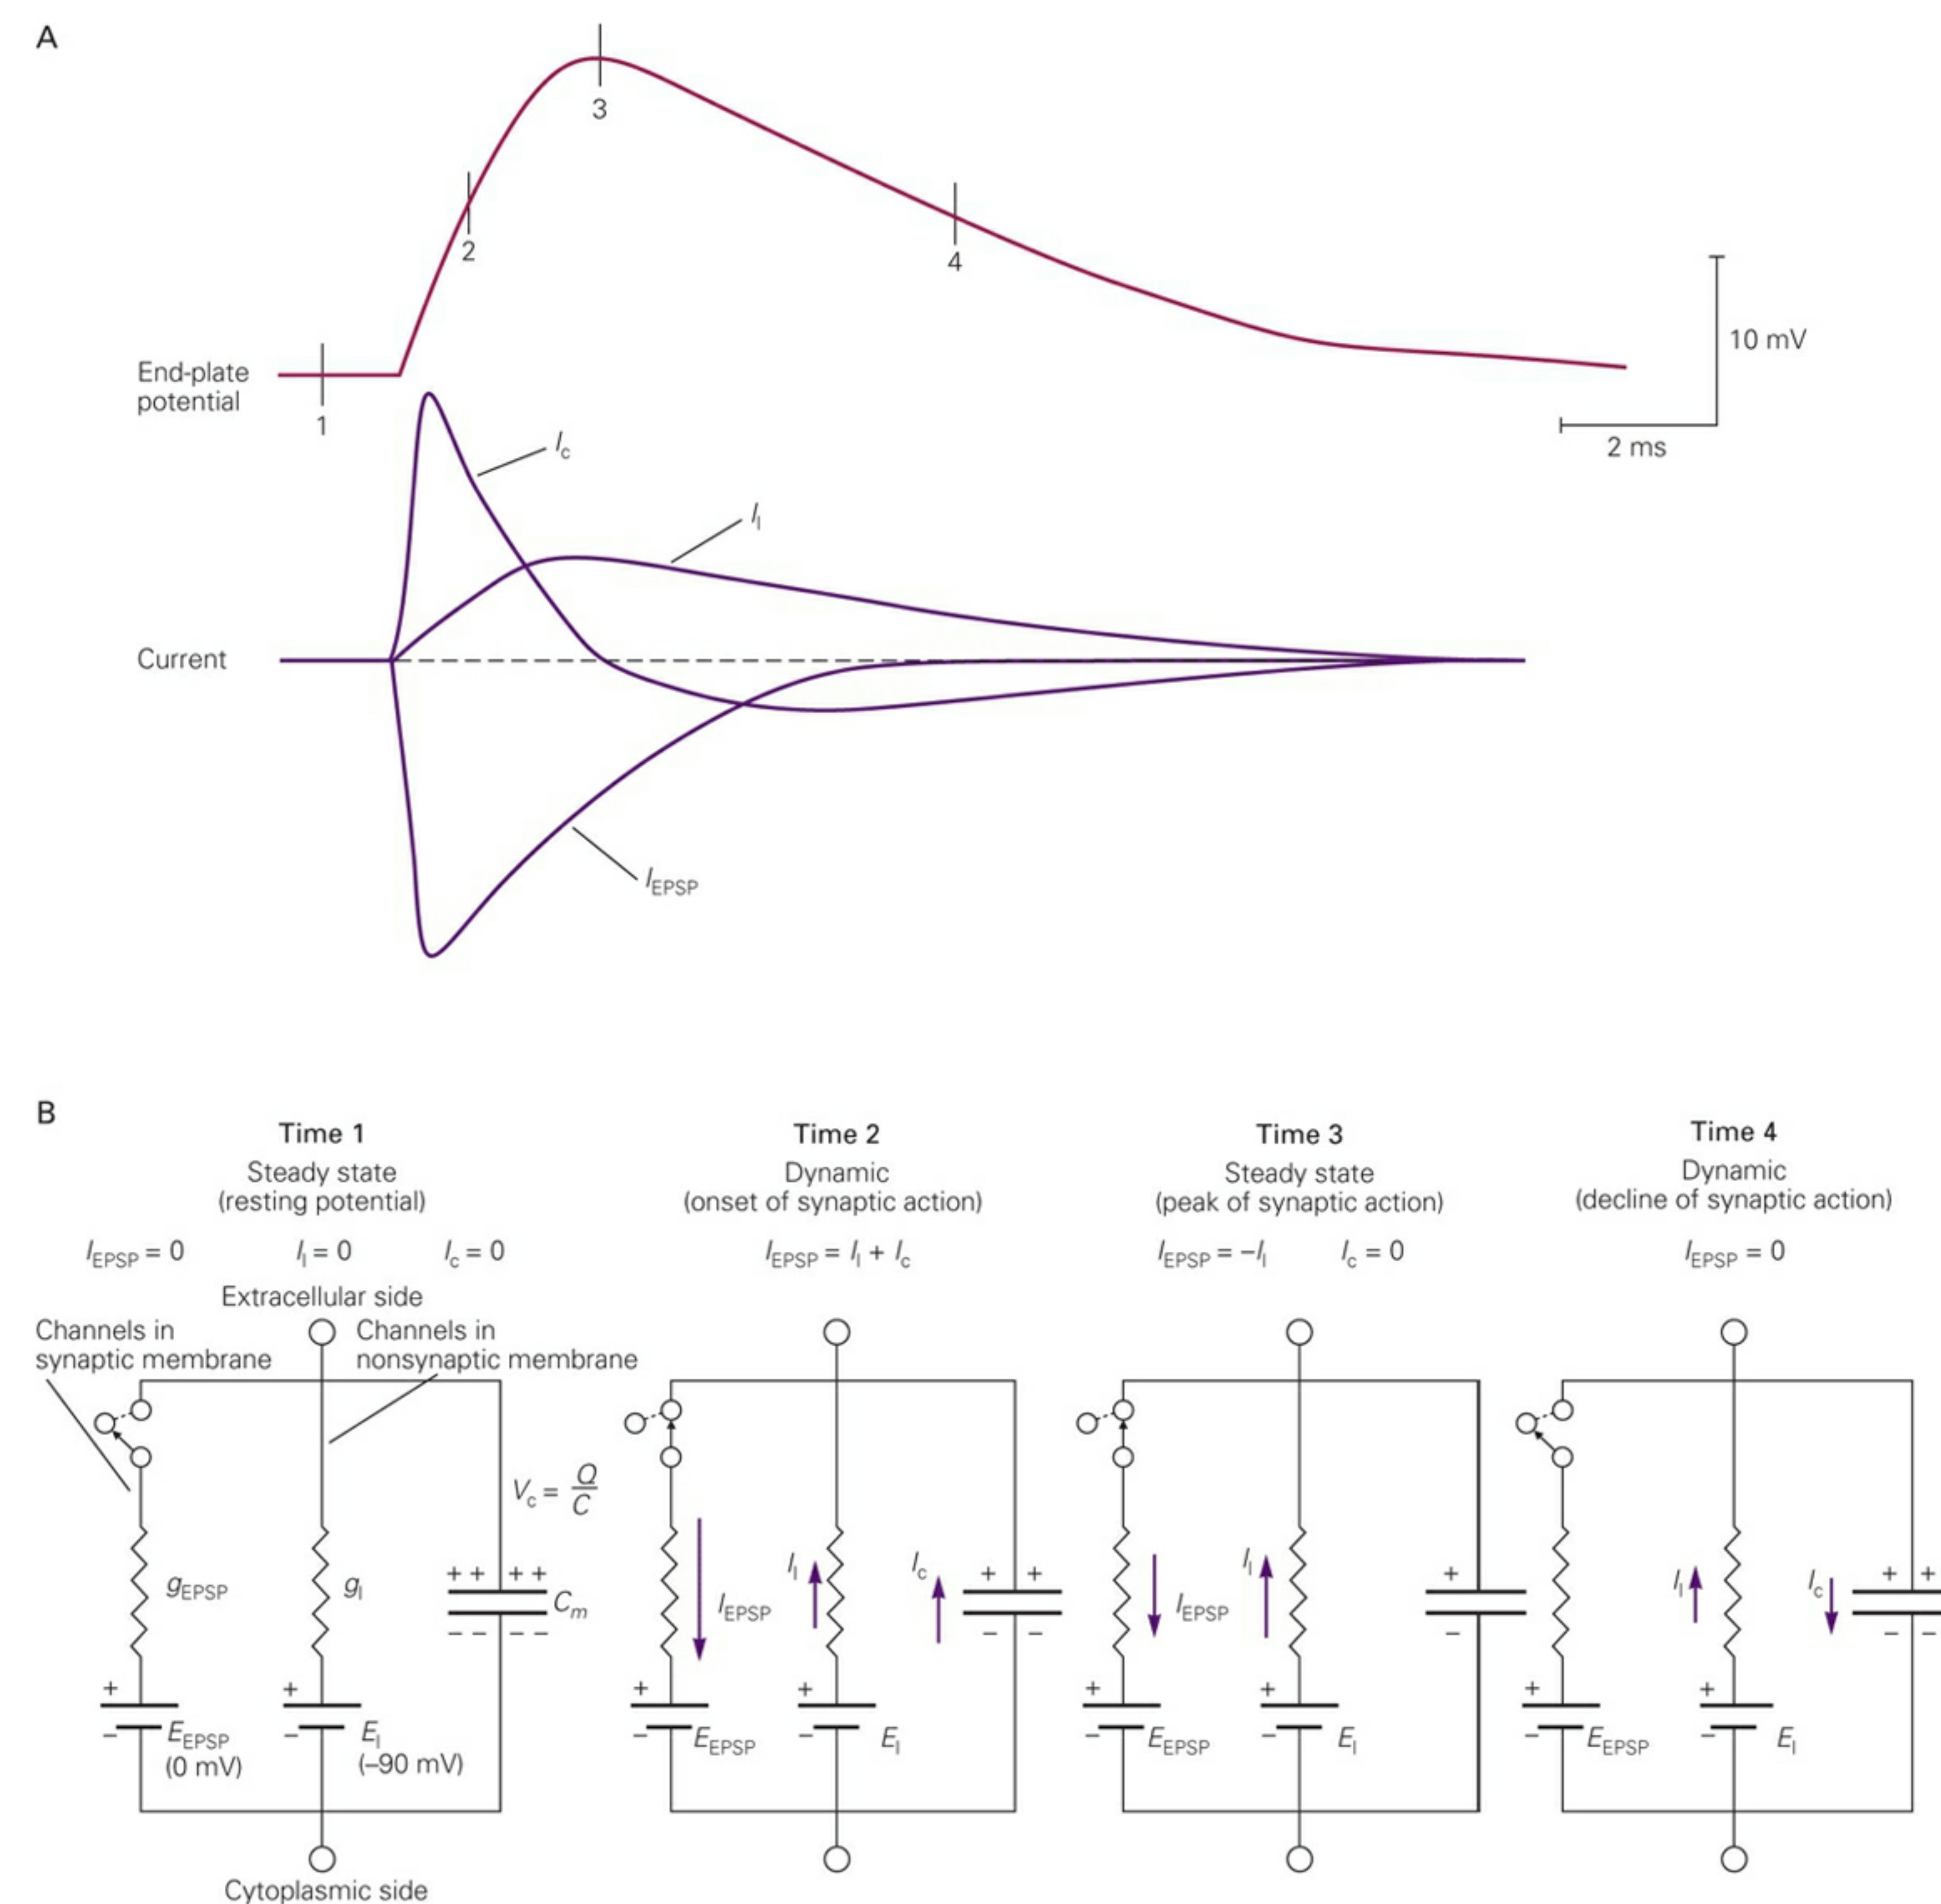 A
3
2
4
End-plate
potential
1
10 mV
2 ms
Ic
Il
Current
IEPSP
B
Time 1
Steady state
(resting potential)
IEPSP = 0 Il = 0 Ic = 0
Extracellular side
Channels in
synaptic membrane
Channels in
nonsynaptic membrane
Vc = Q/C
gEPSP
gl
+ + + +
Cm
– – – –
+
–
EEPSP
(0 mV)
+
–
El
(–90 mV)
Cytoplasmic side
Time 2
Dynamic
(onset of synaptic action)
IEPSP = Il + Ic
IEPSP
Il
Ic
+ +
– –
+
–
EEPSP
+
–
El
Time 3
Steady state
(peak of synaptic action)
IEPSP = –Il Ic = 0
IEPSP
Il
+
–
+
–
EEPSP
+
–
El
Time 4
Dynamic
(decline of synaptic action)
IEPSP = 0
Il
Ic
+ +
– –
+
–
EEPSP
+
–
El